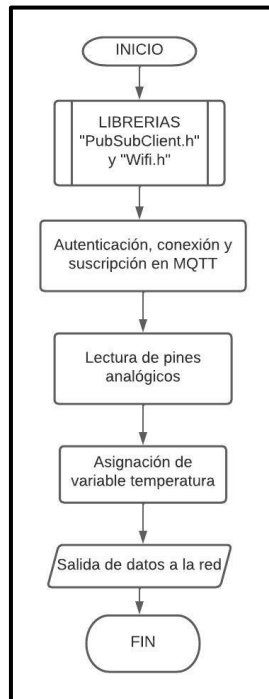 INICIO
LIBRERIAS
"PubSubClient.h"
y "Wifi.h"
Autenticación, conexión y
suscripción en MQTT
Lectura de pines
analógicos
Asignación de
variable temperatura
Salida de datos a la red
FIN